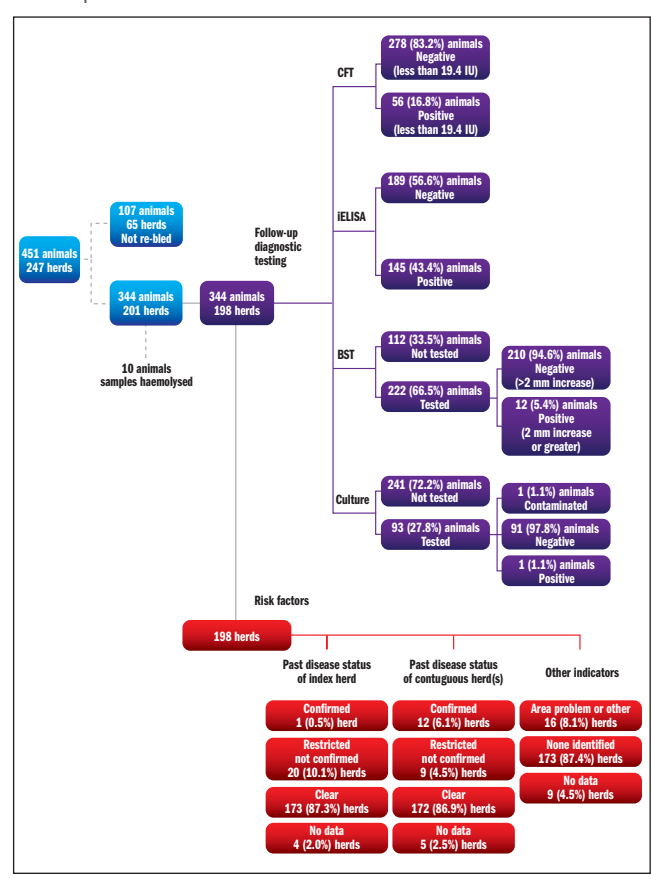 451 animals
247 herds
107 animals
65 herds
Not re-bled
344 animals
201 herds
10 animals
samples haemolysed
344 animals
198 herds
Follow-up
diagnostic
testing
CFT
278 (83.2%) animals
Negative
(less than 19.4 IU)
56 (16.8%) animals
Positive
(less than 19.4 IU)
iELISA
189 (56.6%) animals
Negative
145 (43.4%) animals
Positive
BST
112 (33.5%) animals
Not tested
222 (66.5%) animals
Tested
210 (94.6%) animals
Negative
(>2 mm increase)
12 (5.4%) animals
Positive
(2 mm increase
or greater)
Culture
241 (72.2%) animals
Not tested
93 (27.8%) animals
Tested
1 (1.1%) animals
Contaminated
91 (97.8%) animals
Negative
1 (1.1%) animals
Positive
Risk factors
198 herds
Past disease status
of index herd
Confirmed
1 (0.5%) herd
Restricted
not confirmed
20 (10.1%) herds
Clear
173 (87.3%) herds
No data
4 (2.0%) herds
Past disease status
of contuguous herd(s)
Confirmed
12 (6.1%) herds
Restricted
not confirmed
9 (4.5%) herds
Clear
172 (86.9%) herds
No data
5 (2.5%) herds
Other indicators
Area problem or other
16 (8.1%) herds
None identified
173 (87.4%) herds
No data
9 (4.5%) herds